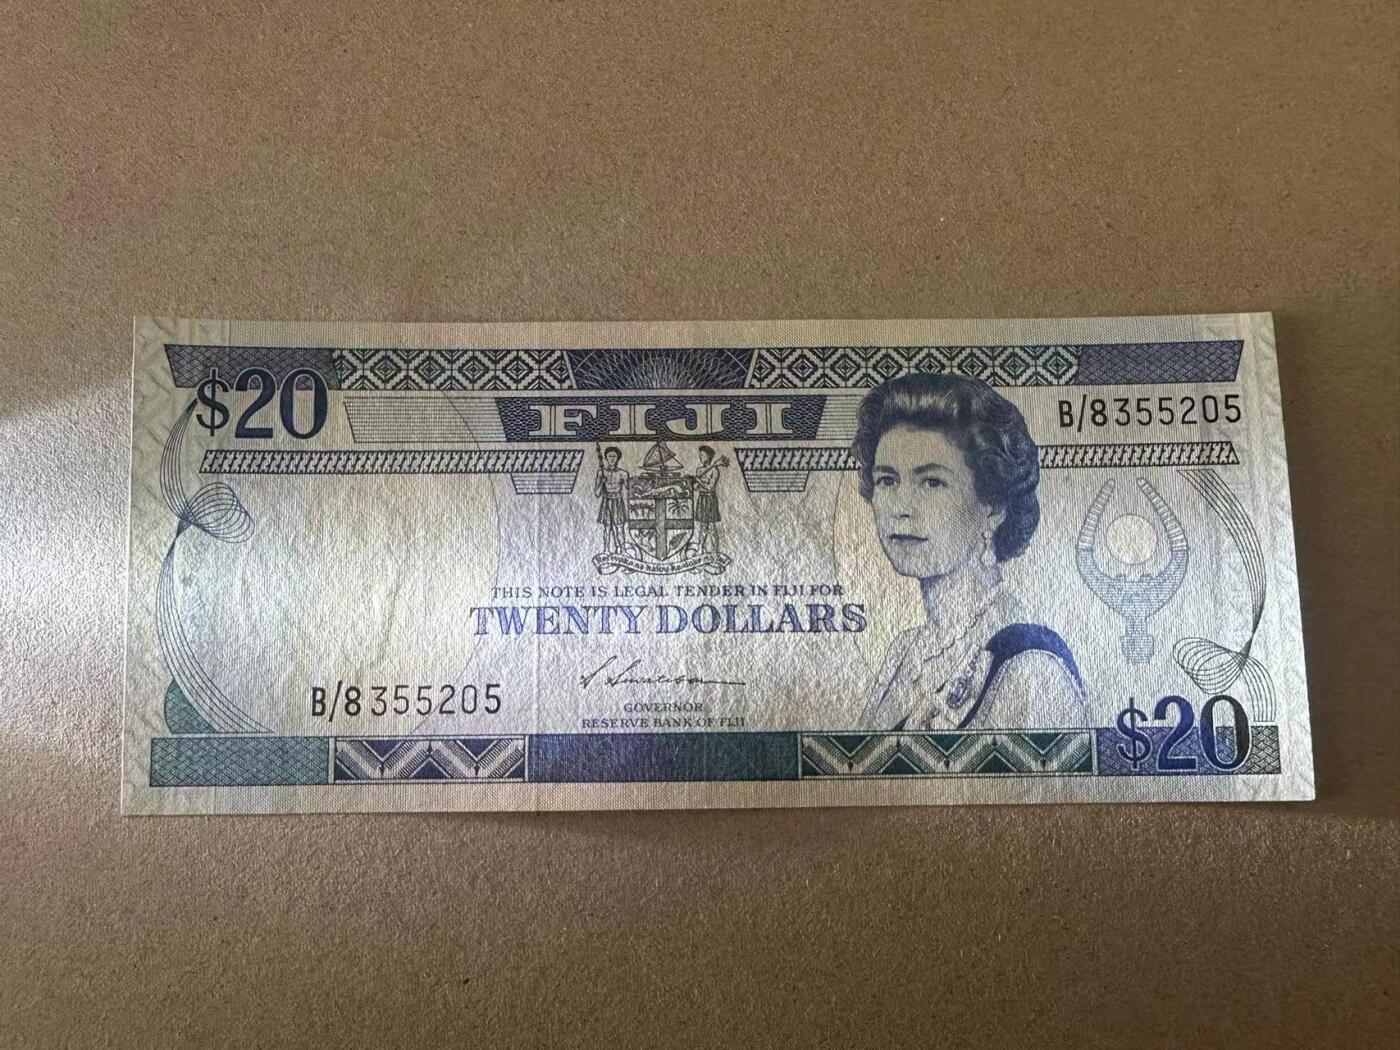 $20
FIJI
B/8355205
THIS NOTE IS LEGAL TENDER IN FIJI FOR
TWENTY DOLLARS
B/8355205
GOVERNOR
RESERVE BANK OF FIJI
$20